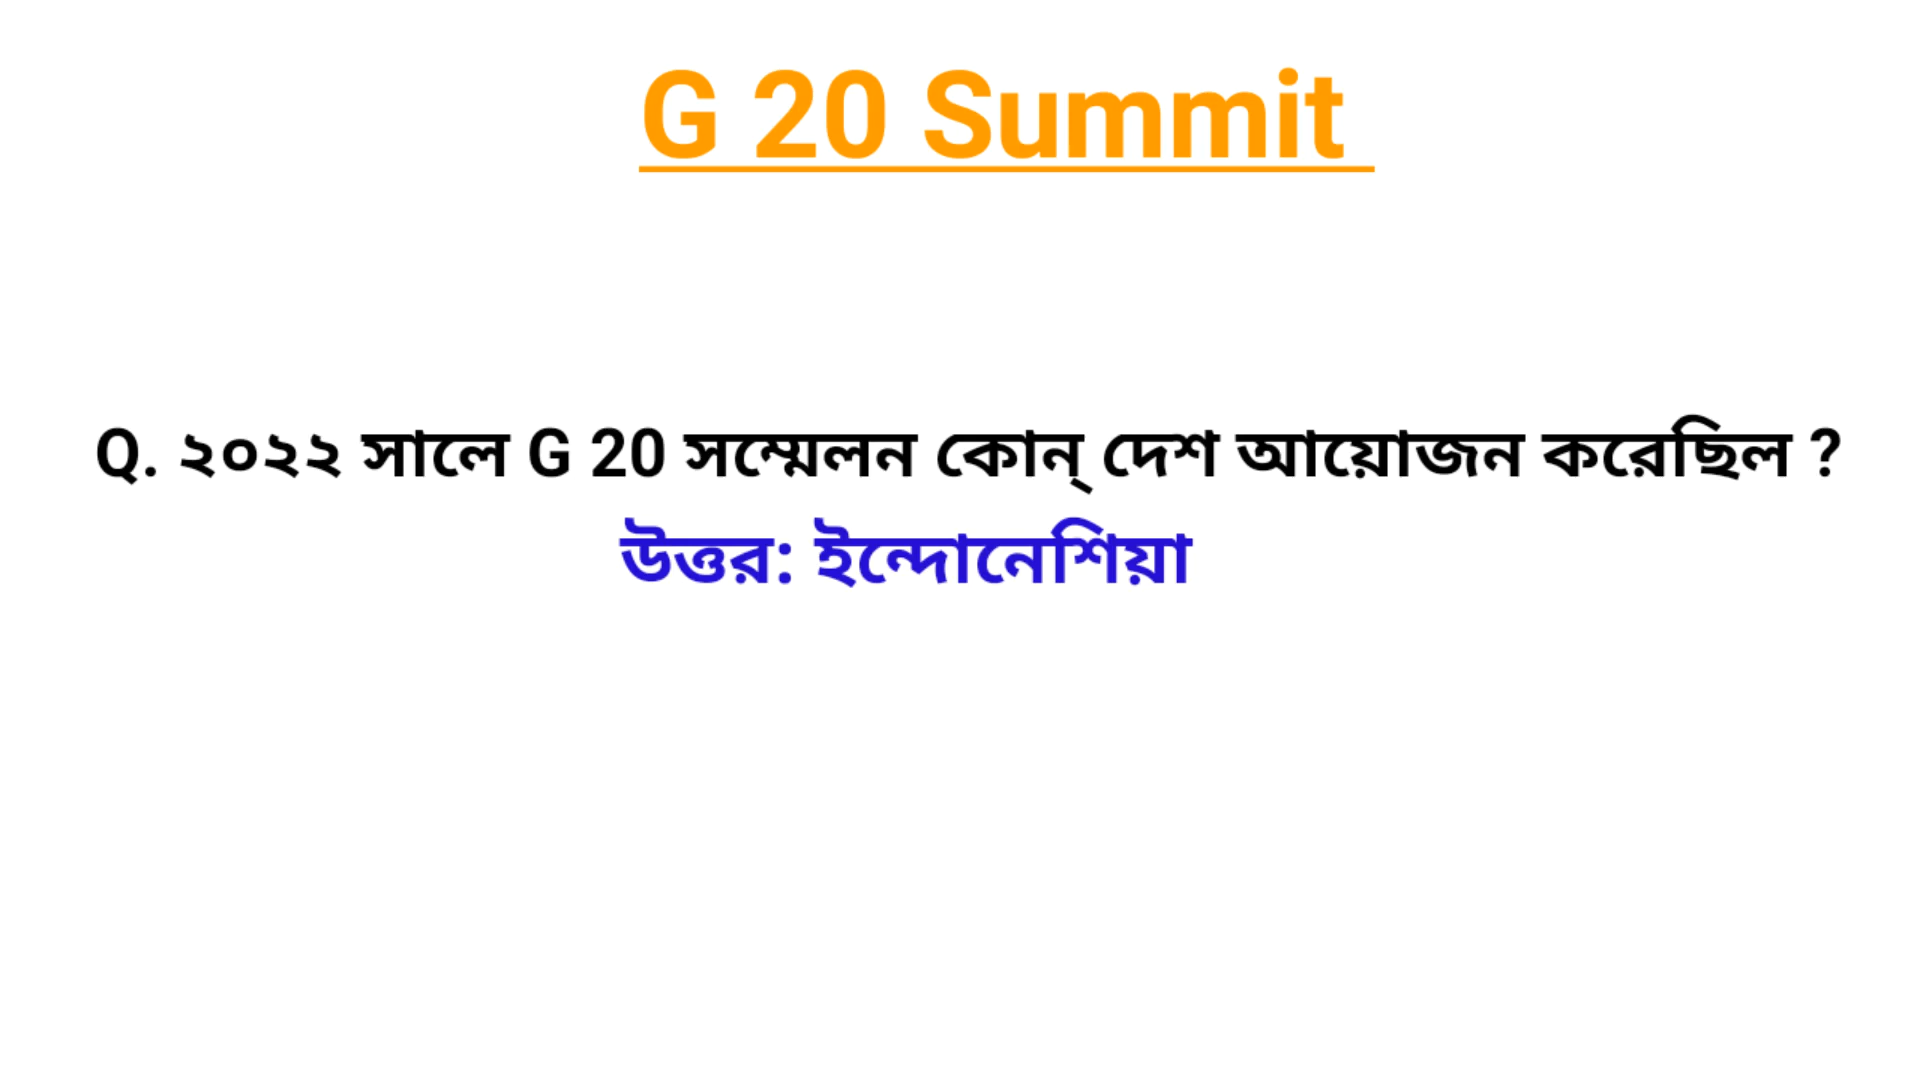 G 20 Summit
Q. ২০২২ সালে G 20 সম্মেলন কোন্ দেশ আয়োজন করেছিল ?
উত্তর: ইন্দোনেশিয়া